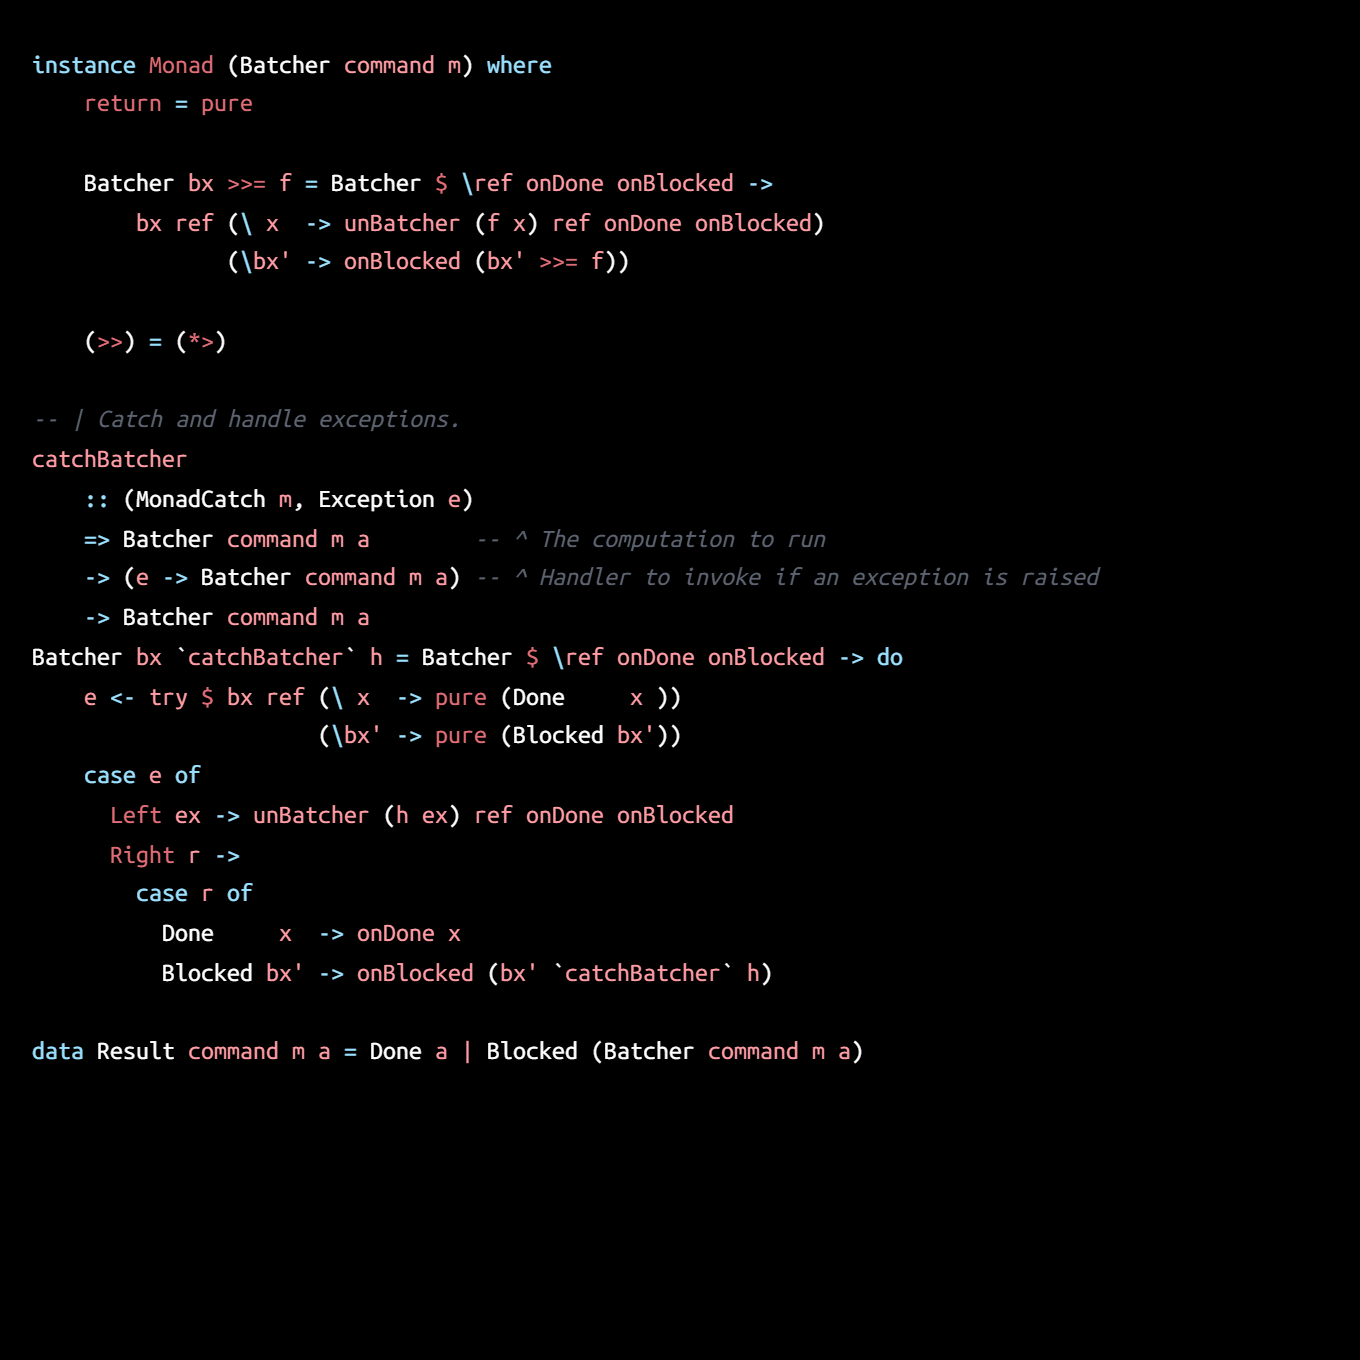 instance Monad (Batcher command m) where
    return = pure

    Batcher bx >>= f = Batcher $ \ref onDone onBlocked ->
        bx ref (\ x  -> unBatcher (f x) ref onDone onBlocked)
               (\bx' -> onBlocked (bx' >>= f))

    (>>) = (*>)

-- | Catch and handle exceptions.
catchBatcher
    :: (MonadCatch m, Exception e)
    => Batcher command m a        -- ^ The computation to run
    -> (e -> Batcher command m a) -- ^ Handler to invoke if an exception is raised
    -> Batcher command m a
Batcher bx `catchBatcher` h = Batcher $ \ref onDone onBlocked -> do
    e <- try $ bx ref (\ x  -> pure (Done     x ))
                      (\bx' -> pure (Blocked bx'))
    case e of
      Left ex -> unBatcher (h ex) ref onDone onBlocked
      Right r ->
        case r of
          Done     x  -> onDone x
          Blocked bx' -> onBlocked (bx' `catchBatcher` h)

data Result command m a = Done a | Blocked (Batcher command m a)